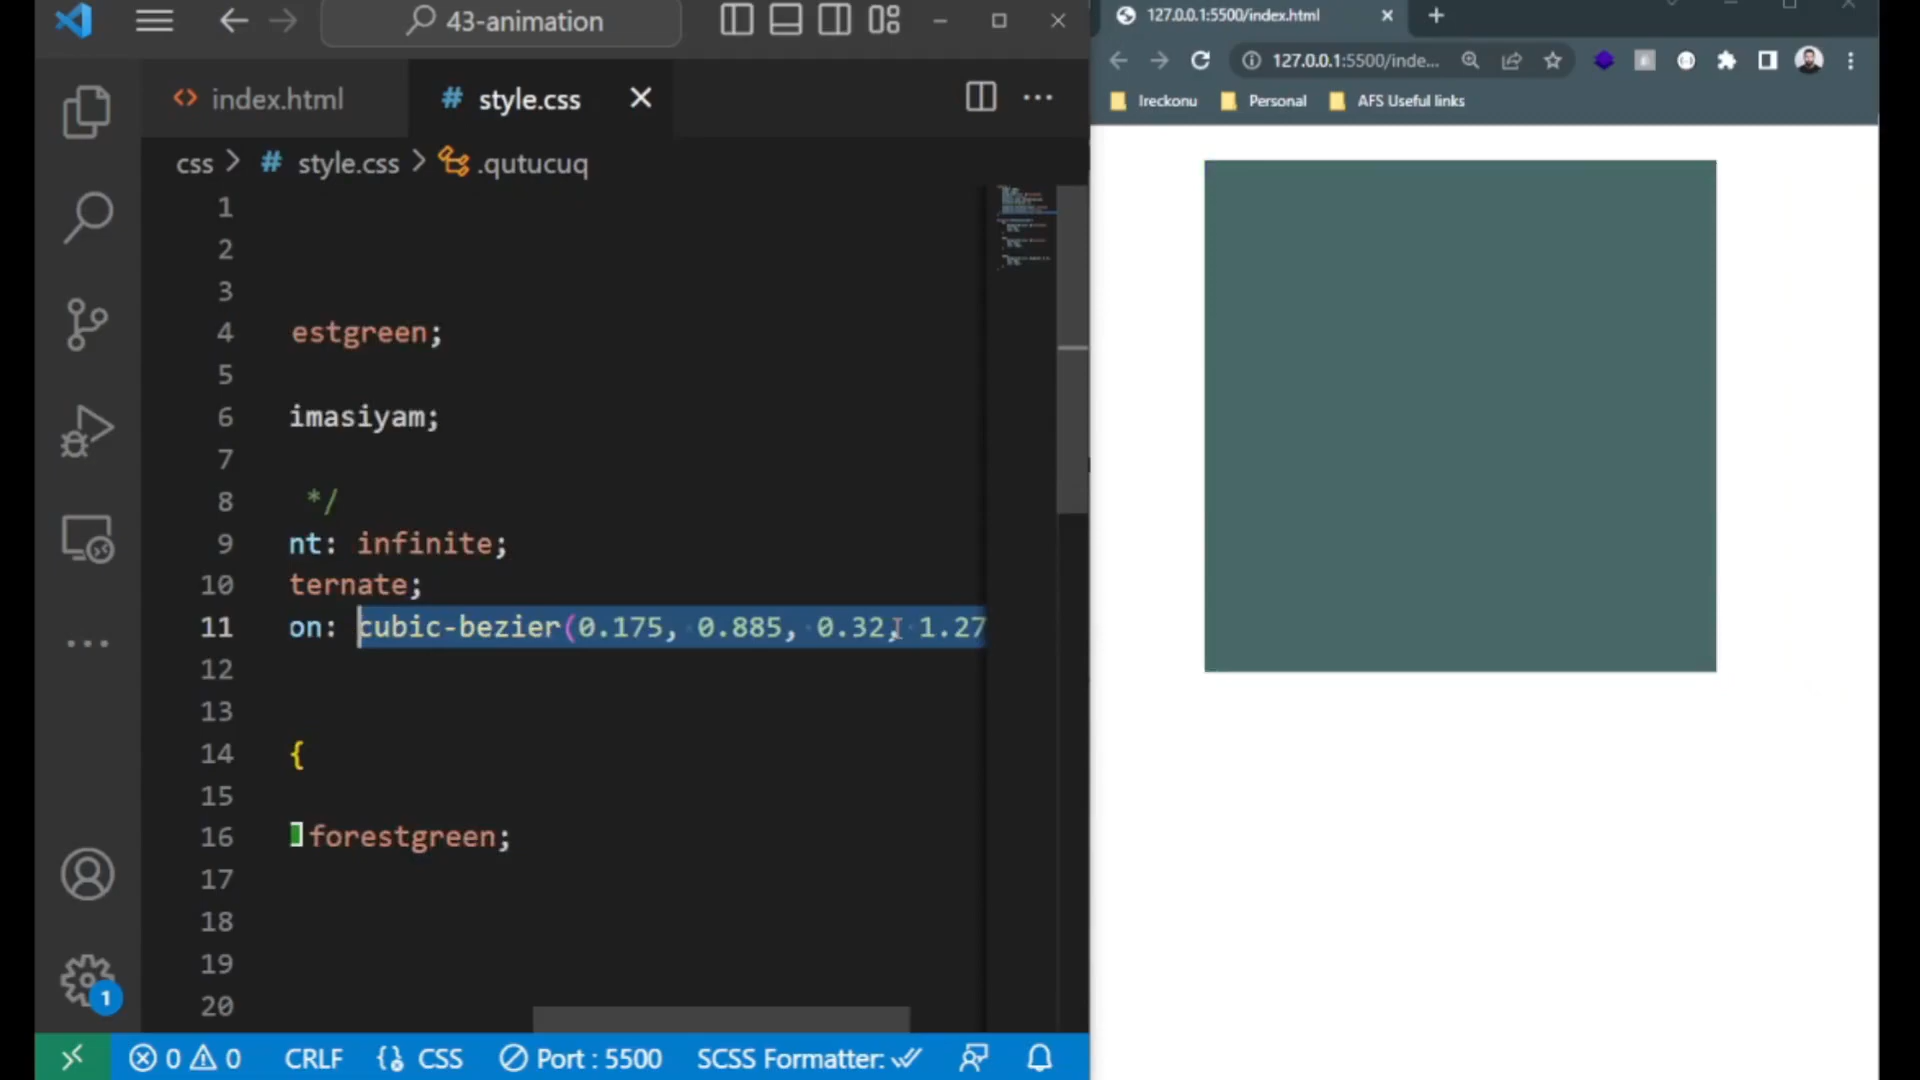 43-animation
index.html
style.css
css > # style.css > .qutucuq
1
2
3
4 estgreen;
5
6 imasiyam;
7
8 */
9 nt: infinite;
10 ternate;
11 on: cubic-bezier(0.175, 0.885, 0.32, 1.27
12
13
14 {
15
16 forestgreen;
17
18
19
20
1
0 0 CRLF {} CSS Port : 5500 SCSS Formatter:
127.0.0.1:5500/index.html
127.0.0.1:5500/inde...
Ireckonu Personal AFS Useful links